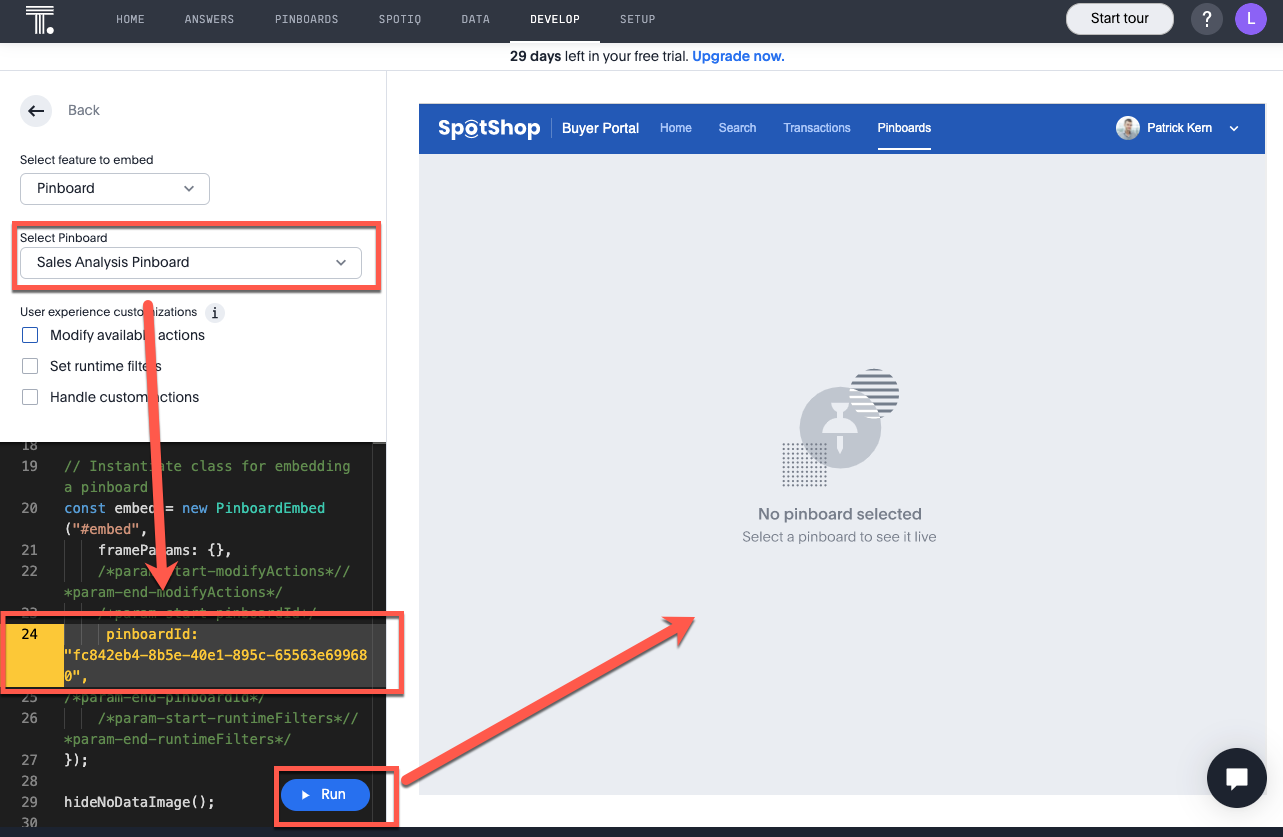 HOME ANSWERS PINBOARDS SPOTIQ DATA DEVELOP SETUP Start tour ? L
29 days left in your free trial. Upgrade now.
Back
Select feature to embed
Pinboard
Select Pinboard
Sales Analysis Pinboard
User experience customizations i
Modify available actions
Set runtime filters
Handle custom actions
18
19 // Instantiate class for embedding
a pinboard
20 const embed = new PinboardEmbed
("#embed",
21 frameParams: {},
22 /*param-start-modifyActions*//
*param-end-modifyActions*/
23 /*param-start-pinboardId*/
24 pinboardId:
"fc842eb4-8b5e-40e1-895c-65563e69968
0",
25
/*param-end-pinboardId*/
26 /*param-start-runtimeFilters*//
*param-end-runtimeFilters*/
27 });
28
29 hideNoDataImage();
30
Run
SpotShop Buyer Portal Home Search Transactions Pinboards Patrick Kern
No pinboard selected
Select a pinboard to see it live